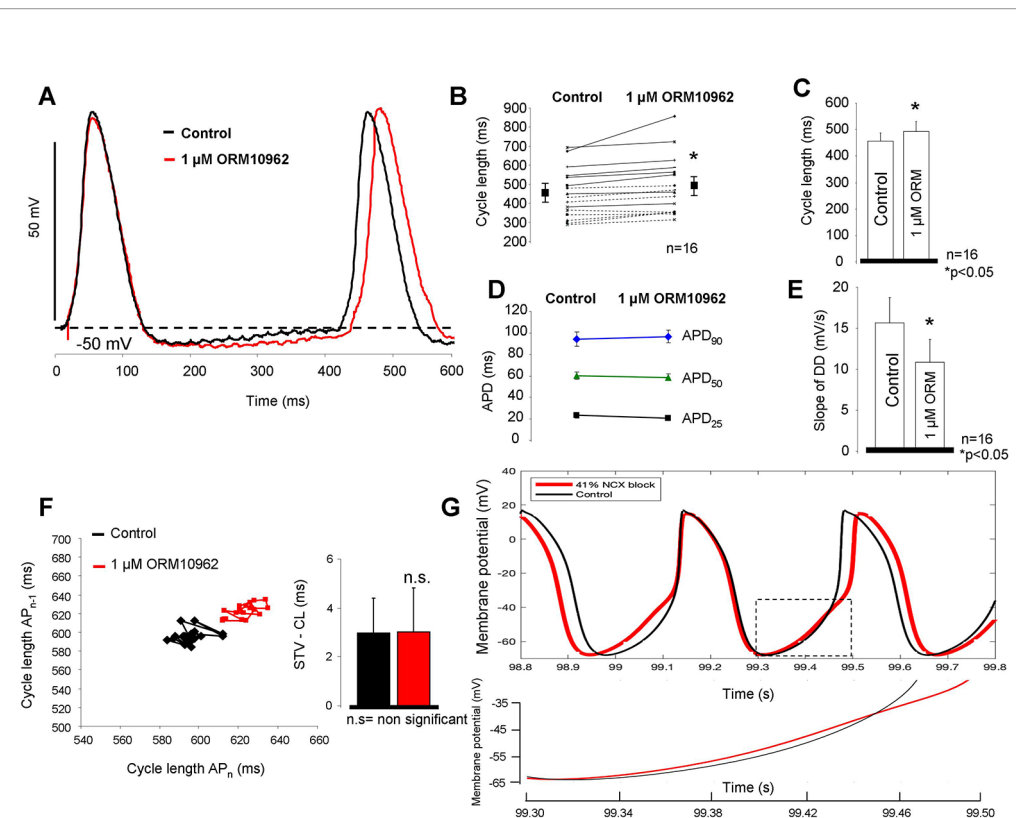 A
Control
1 µM ORM10962
50 mV
-50 mV
0
100
200
300
400
500
600
Time (ms)
B
Control
1 µM ORM10962
Cycle length (ms)
900
800
700
600
500
400
300
200
*
n=16
C
Cycle length (ms)
600
500
400
300
200
100
0
*
Control
1 µM ORM
n=16
*p<0.05
D
Control
1 µM ORM10962
APD (ms)
120
100
80
60
40
20
0
APD90
APD50
APD25
E
Slope of DD (mV/s)
20
15
10
5
0
*
Control
1 µM ORM
n=16
*p<0.05
F
Control
1 µM ORM10962
Cycle length APn-1 (ms)
700
680
660
640
620
600
580
560
540
520
500
540
560
580
600
620
640
660
Cycle length APn (ms)
STV - CL (ms)
6
4
2
0
n.s.
n.s= non significant
G
41% NCX block
Control
Membrane potential (mV)
40
20
0
-20
-40
-60
98.8
98.9
99
99.1
99.2
99.3
99.4
99.5
99.6
99.7
99.8
Time (s)
Membrane potential (mV)
-35
-45
-55
-65
Time (s)
99.30
99.34
99.38
99.42
99.46
99.50